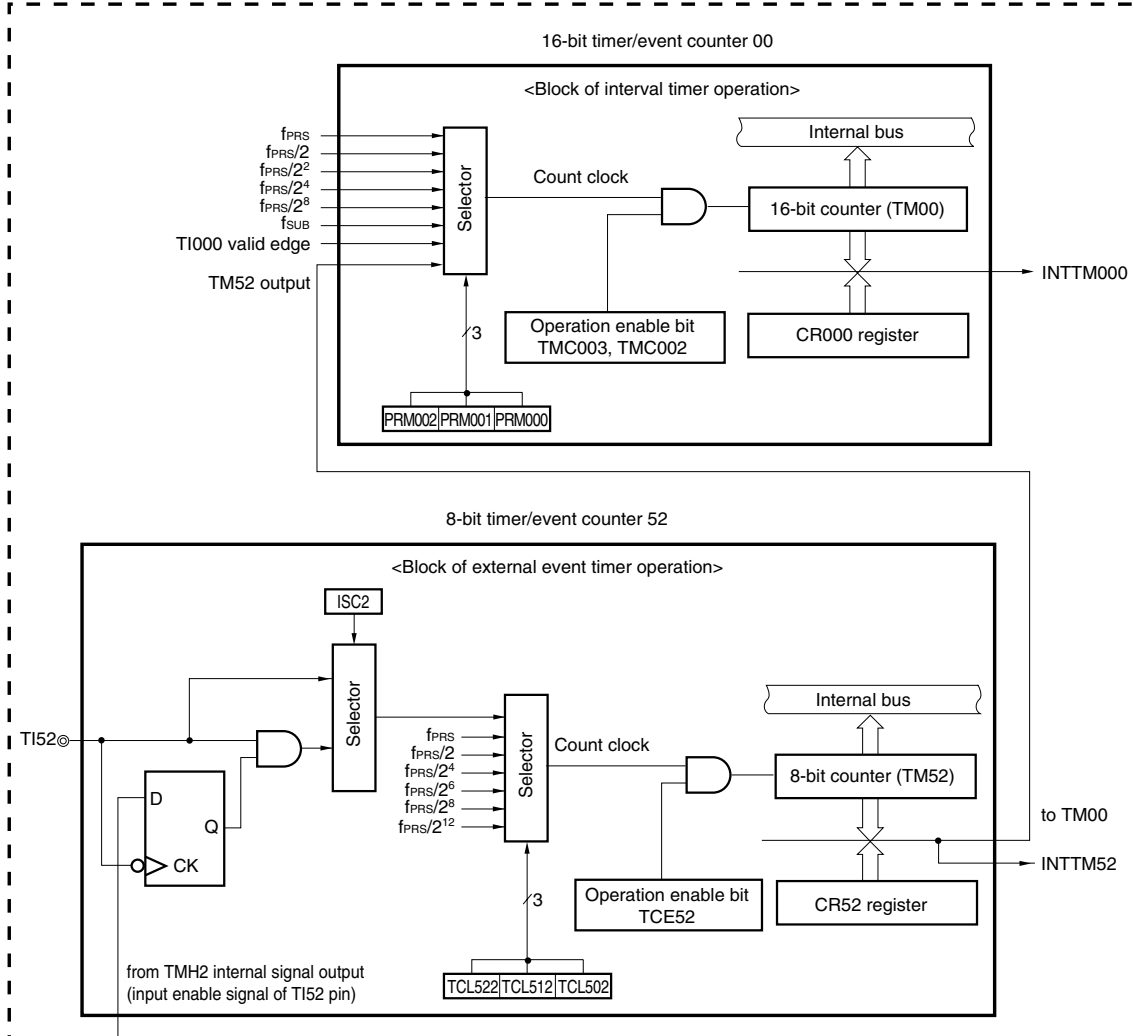 16-bit timer/event counter 00
<Block of interval timer operation>
fPRS
fPRS/2
fPRS/2²
fPRS/2⁴
fPRS/2⁸
fSUB
TI000 valid edge
TM52 output
Selector
Count clock
Internal bus
16-bit counter (TM00)
INTTM000
CR000 register
Operation enable bit
TMC003, TMC002
3
PRM002 PRM001 PRM000
8-bit timer/event counter 52
<Block of external event timer operation>
ISC2
Selector
TI52
D
Q
CK
fPRS
fPRS/2
fPRS/2⁴
fPRS/2⁶
fPRS/2⁸
fPRS/2¹²
Selector
Count clock
Internal bus
8-bit counter (TM52)
to TM00
INTTM52
CR52 register
Operation enable bit
TCE52
3
TCL522 TCL512 TCL502
from TMH2 internal signal output
(input enable signal of TI52 pin)